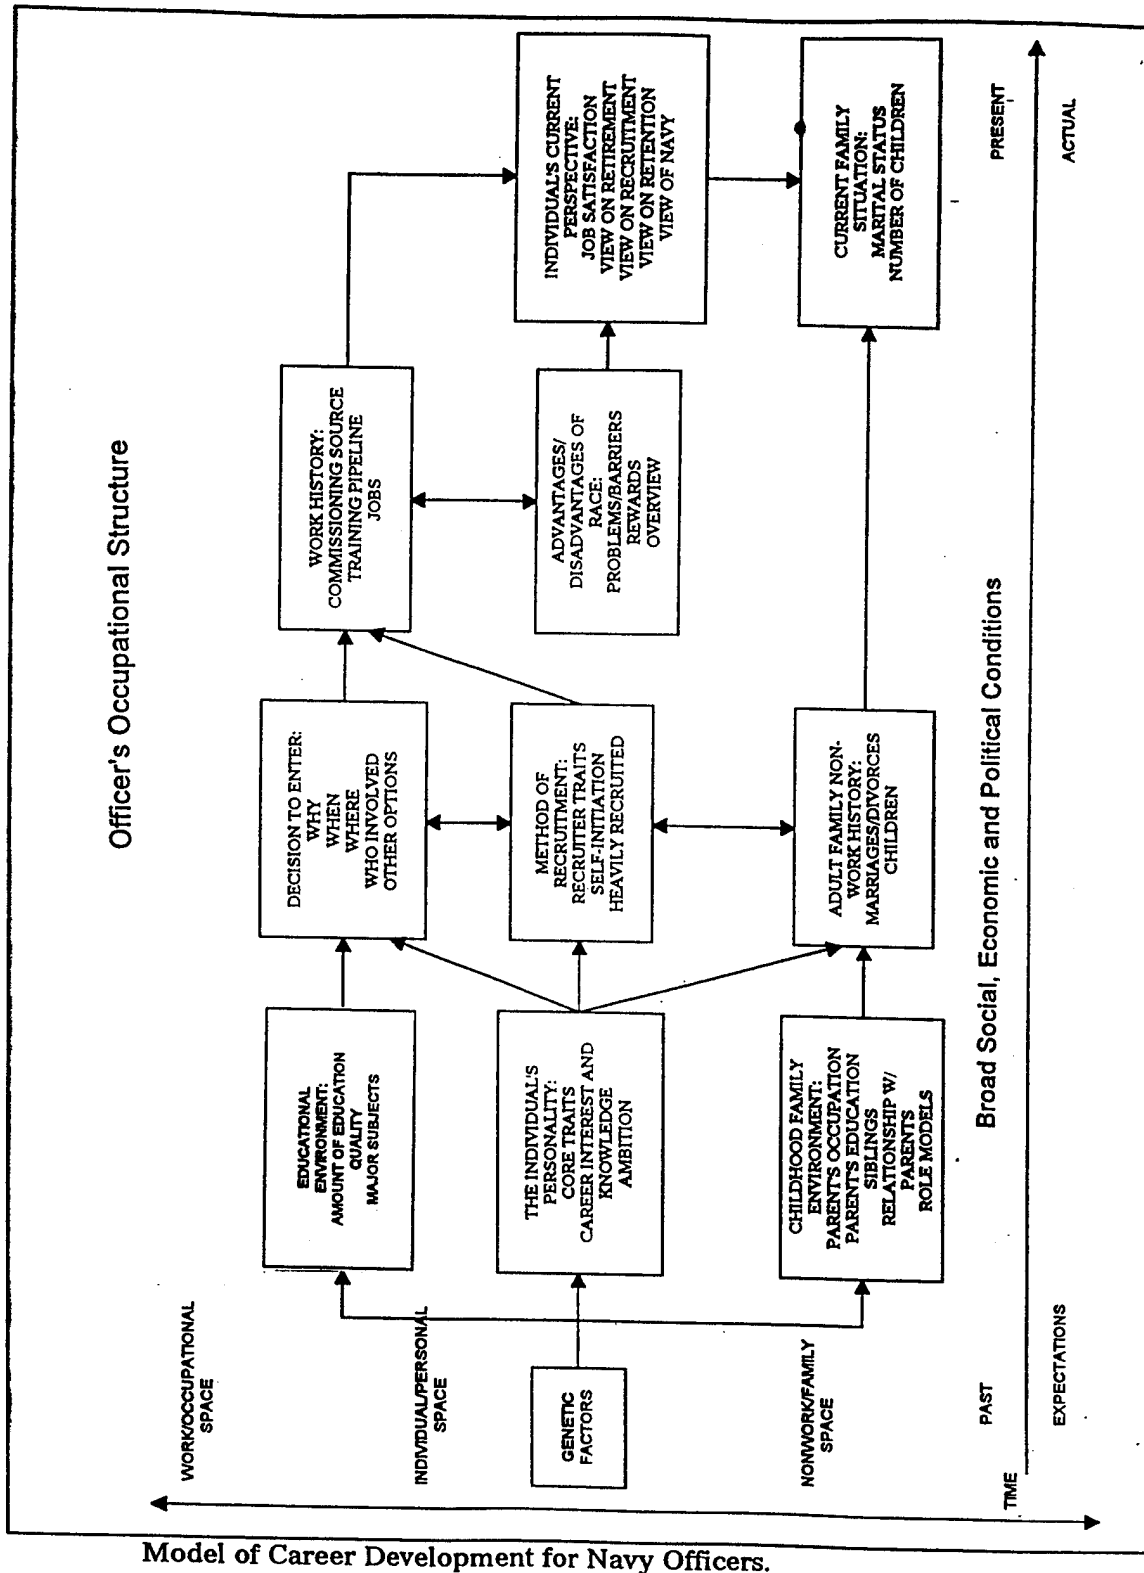 Officer's Occupational Structure
WORK/OCCUPATIONAL
SPACE
EDUCATIONAL
ENVIRONMENT:
AMOUNT OF EDUCATION
QUALITY
MAJOR SUBJECTS
DECISION TO ENTER:
WHY
WHEN
WHERE
WHO INVOLVED
OTHER OPTIONS
WORK HISTORY:
COMMISSIONING SOURCE
TRAINING PIPELINE
JOBS
INDIVIDUAL/PERSONAL
SPACE
GENETIC
FACTORS
THE INDIVIDUAL'S
PERSONALITY:
CORE TRAITS
CAREER INTEREST AND
KNOWLEDGE
AMBITION
METHOD OF
RECRUITMENT:
RECRUITER TRAITS
SELF-INITIATION
HEAVILY RECRUITED
ADVANTAGES/
DISADVANTAGES OF
RACE:
PROBLEMS/BARRIERS
REWARDS
OVERVIEW
INDIVIDUAL'S CURRENT
PERSPECTIVE:
JOB SATISFACTION
VIEW ON RETIREMENT
VIEW ON RECRUITMENT
VIEW ON RETENTION
VIEW OF NAVY
NONWORK/FAMILY
SPACE
CHILDHOOD FAMILY
ENVIRONMENT:
PARENT'S OCCUPATION
PARENT'S EDUCATION
SIBLINGS
RELATIONSHIP W/
PARENTS
ROLE MODELS
ADULT FAMILY NON-
WORK HISTORY:
MARRIAGES/DIVORCES
CHILDREN
CURRENT FAMILY
SITUATION:
MARITAL STATUS
NUMBER OF CHILDREN
Broad Social, Economic and Political Conditions
PAST
PRESENT
TIME
EXPECTATIONS
ACTUAL
Model of Career Development for Navy Officers.